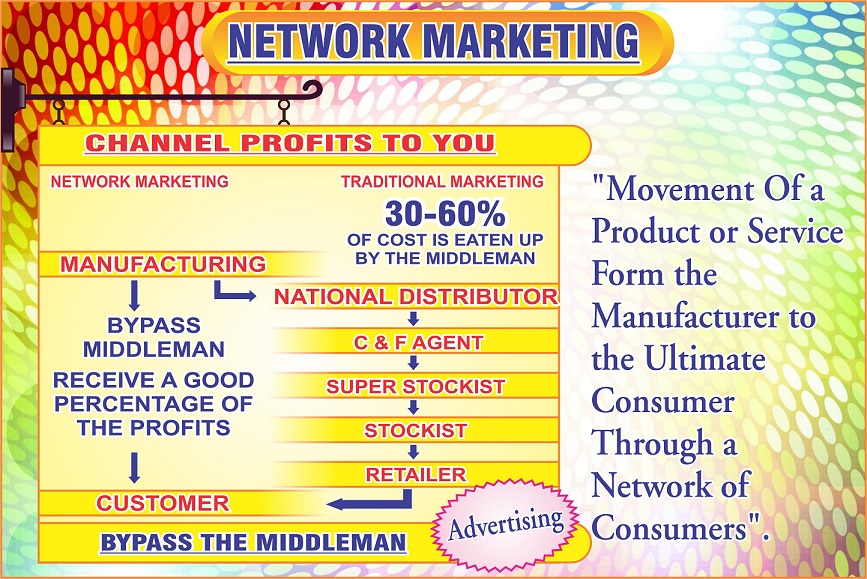 NETWORK MARKETING
CHANNEL PROFITS TO YOU
NETWORK MARKETING
TRADITIONAL MARKETING
30-60%
OF COST IS EATEN UP
BY THE MIDDLEMAN
MANUFACTURING
BYPASS
MIDDLEMAN
RECEIVE A GOOD
PERCENTAGE OF
THE PROFITS
NATIONAL DISTRIBUTOR
C & F AGENT
SUPER STOCKIST
STOCKIST
RETAILER
CUSTOMER
BYPASS THE MIDDLEMAN
Advertising
"Movement Of a
Product or Service
Form the
Manufacturer to
the Ultimate
Consumer
Through a
Network of
Consumers".